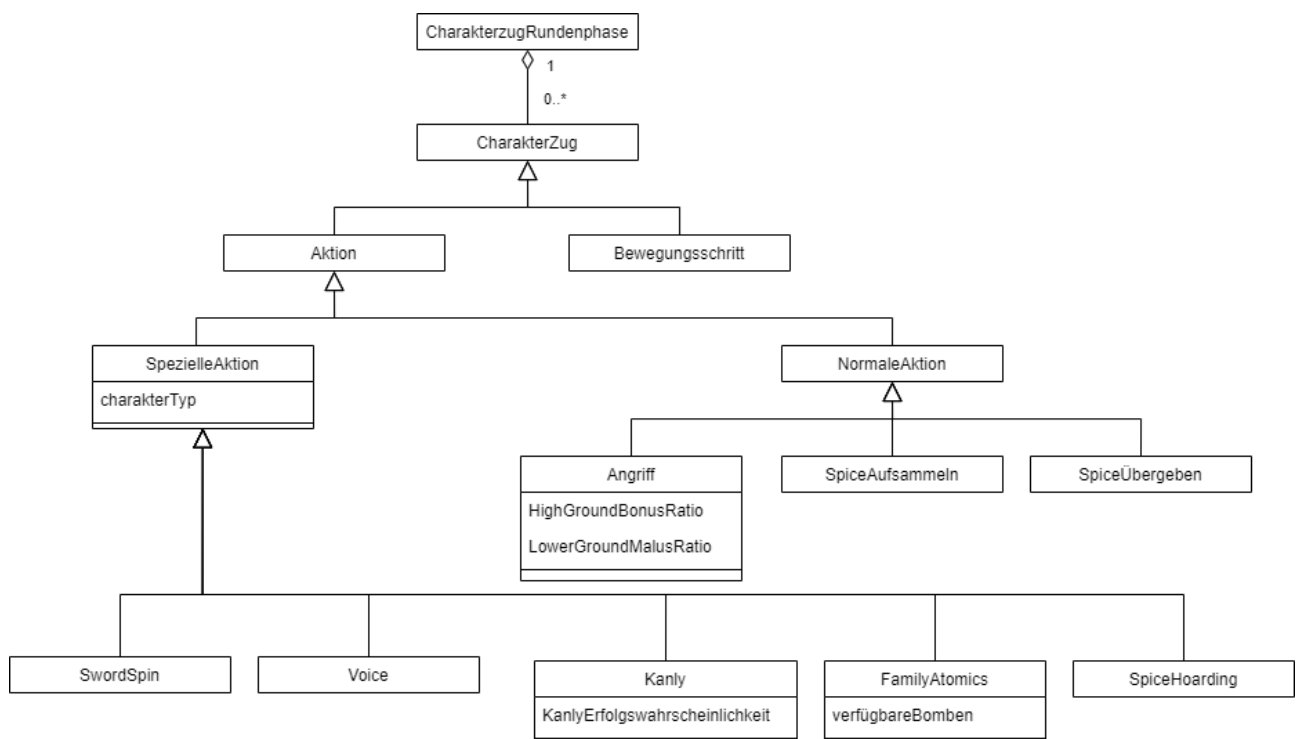 CharakterzugRundenphase
1
0..*
CharakterZug
Aktion
Bewegungsschritt
SpezielleAktion
charakterTyp
NormaleAktion
Angriff
HighGroundBonusRatio
LowerGroundMalusRatio
SpiceAufsammeln
SpiceÜbergeben
SwordSpin
Voice
Kanly
KanlyErfolgswahrscheinlichkeit
FamilyAtomics
verfügbareBomben
SpiceHoarding